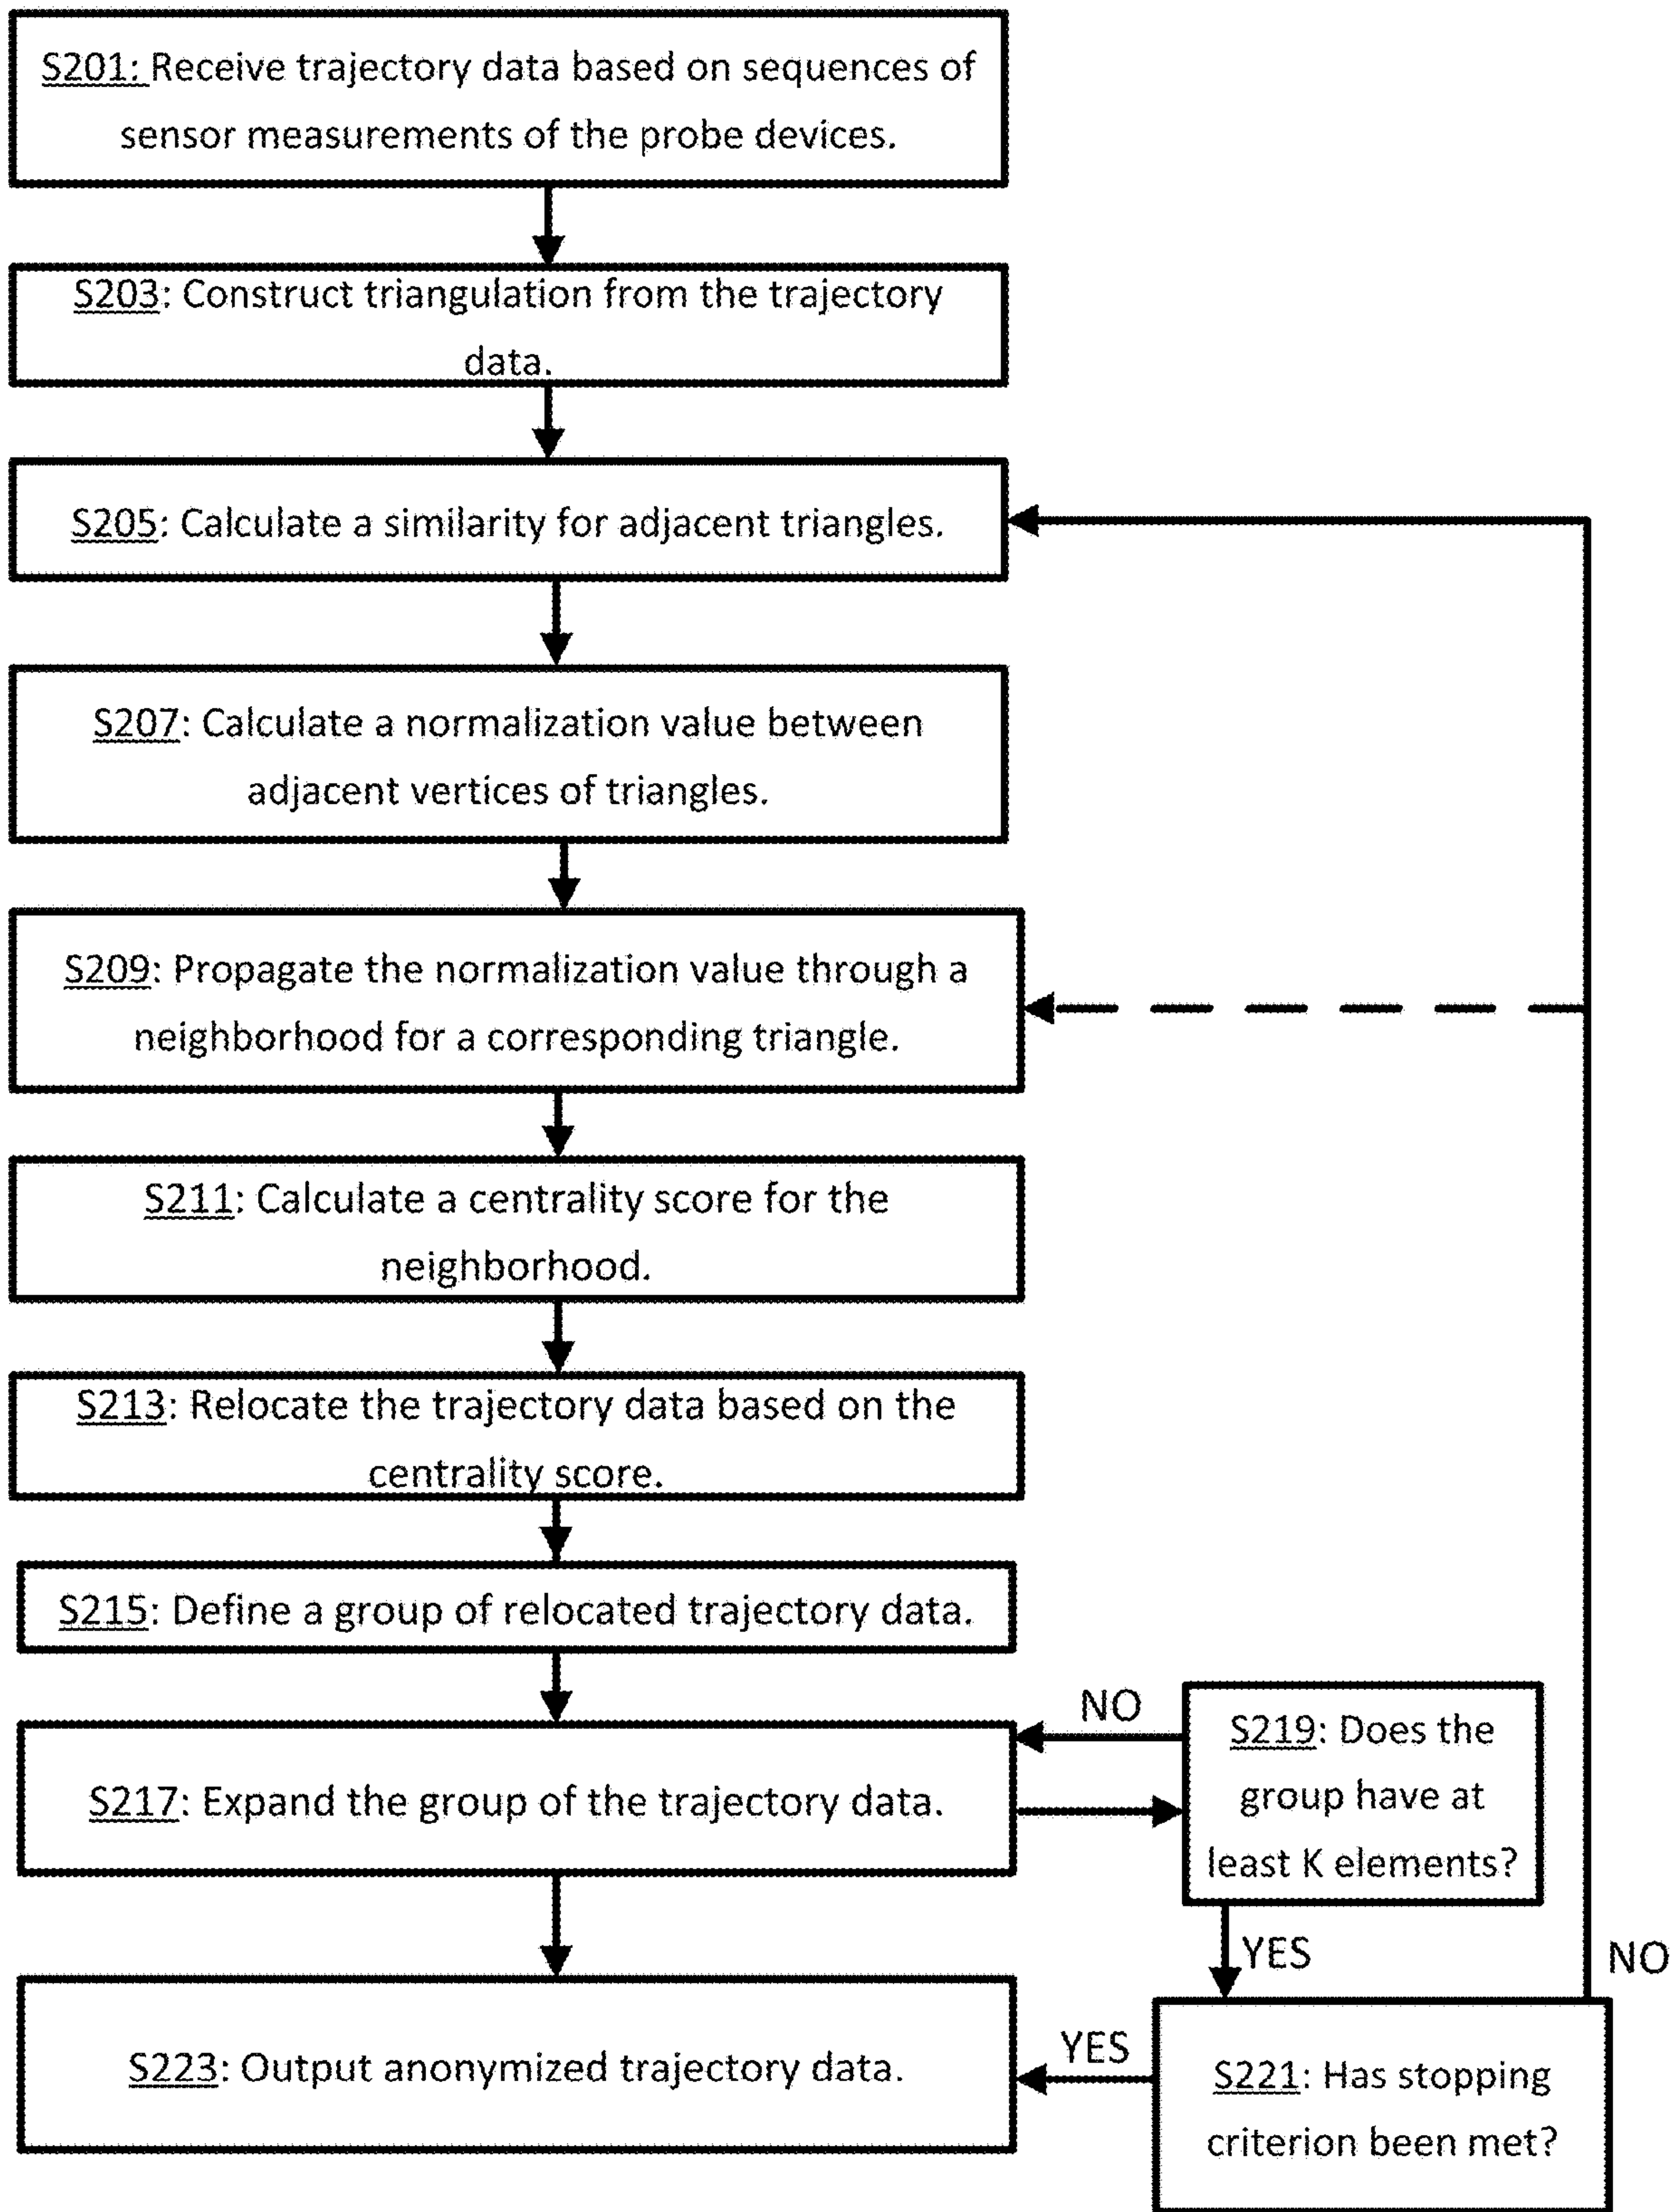 S201: Receive trajectory data based on sequences of
sensor measurements of the probe devices.
S203: Construct triangulation from the trajectory
data.
S205: Calculate a similarity for adjacent triangles.
S207: Calculate a normalization value between
adjacent vertices of triangles.
S209: Propagate the normalization value through a
neighborhood for a corresponding triangle.
S211: Calculate a centrality score for the
neighborhood.
S213: Relocate the trajectory data based on the
centrality score.
S215: Define a group of relocated trajectory data.
S217: Expand the group of the trajectory data.
NO
S219: Does the
group have at
least K elements?
YES
NO
S221: Has stopping
criterion been met?
YES
S223: Output anonymized trajectory data.